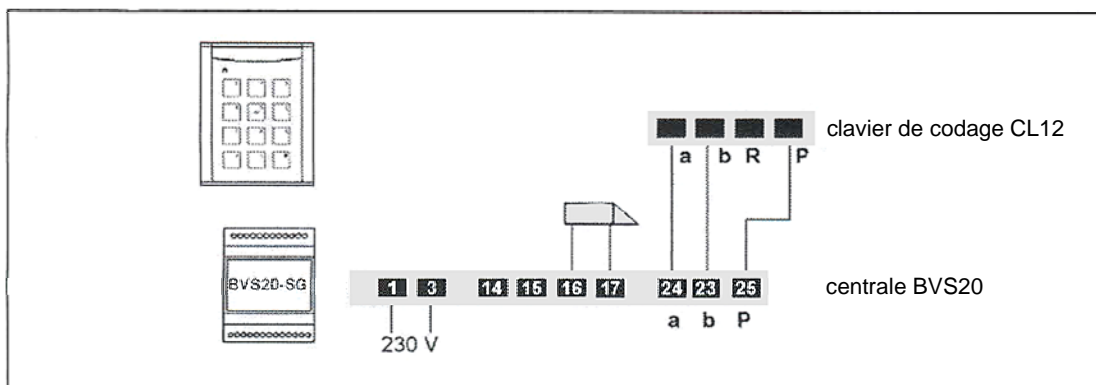 clavier de codage CL12
a b R P
BVS20-SG
1 3 14 15 16 17 24 23 25
centrale BVS20
a b P
230 V